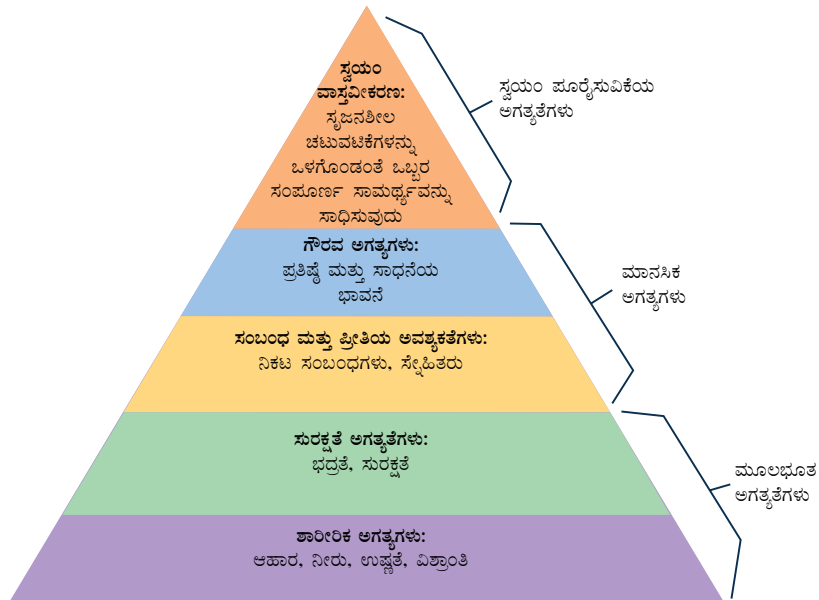 ಸ್ವಯಂ
ವಾಸ್ತವೀಕರಣ:
ಸೃಜನಶೀಲ
ಚಟುವಟಿಕೆಗಳನ್ನು
ಒಳಗೊಂಡಂತೆ ಒಬ್ಬರ
ಸಂಪೂರ್ಣ ಸಾಮರ್ಥ್ಯವನ್ನು
ಸಾಧಿಸುವುದು
ಸ್ವಯಂ ಪೂರೈಸುವಿಕೆಯ
ಅಗತ್ಯತೆಗಳು
ಗೌರವ ಅಗತ್ಯಗಳು:
ಪ್ರತಿಷ್ಠೆ ಮತ್ತು ಸಾಧನೆಯ
ಭಾವನೆ
ಮಾನಸಿಕ
ಅಗತ್ಯಗಳು
ಸಂಬಂಧ ಮತ್ತು ಪ್ರೀತಿಯ ಅವಶ್ಯಕತೆಗಳು:
ನಿಕಟ ಸಂಬಂಧಗಳು, ಸ್ನೇಹಿತರು
ಸುರಕ್ಷತೆ ಅಗತ್ಯತೆಗಳು:
ಭದ್ರತೆ, ಸುರಕ್ಷತೆ
ಮೂಲಭೂತ
ಅಗತ್ಯತೆಗಳು
ಶಾರೀರಿಕ ಅಗತ್ಯಗಳು:
ಆಹಾರ, ನೀರು, ಉಷ್ಣತೆ, ವಿಶ್ರಾಂತಿ